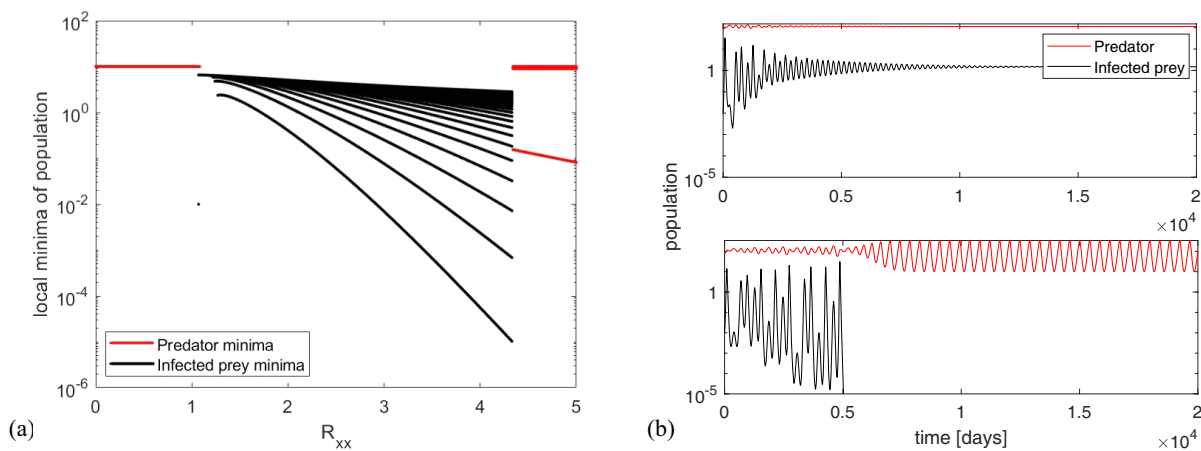 10^2
10^0
10^-2
10^-4
10^-6
local minima of population
Predator minima
Infected prey minima
0 1 2 3 4 5
R_xx
(a)
Predator
Infected prey
1
10^-5
0 0.5 1 1.5 2
×10^4
population
1
10^-5
0 0.5 1 1.5 2
×10^4
time [days]
(b)